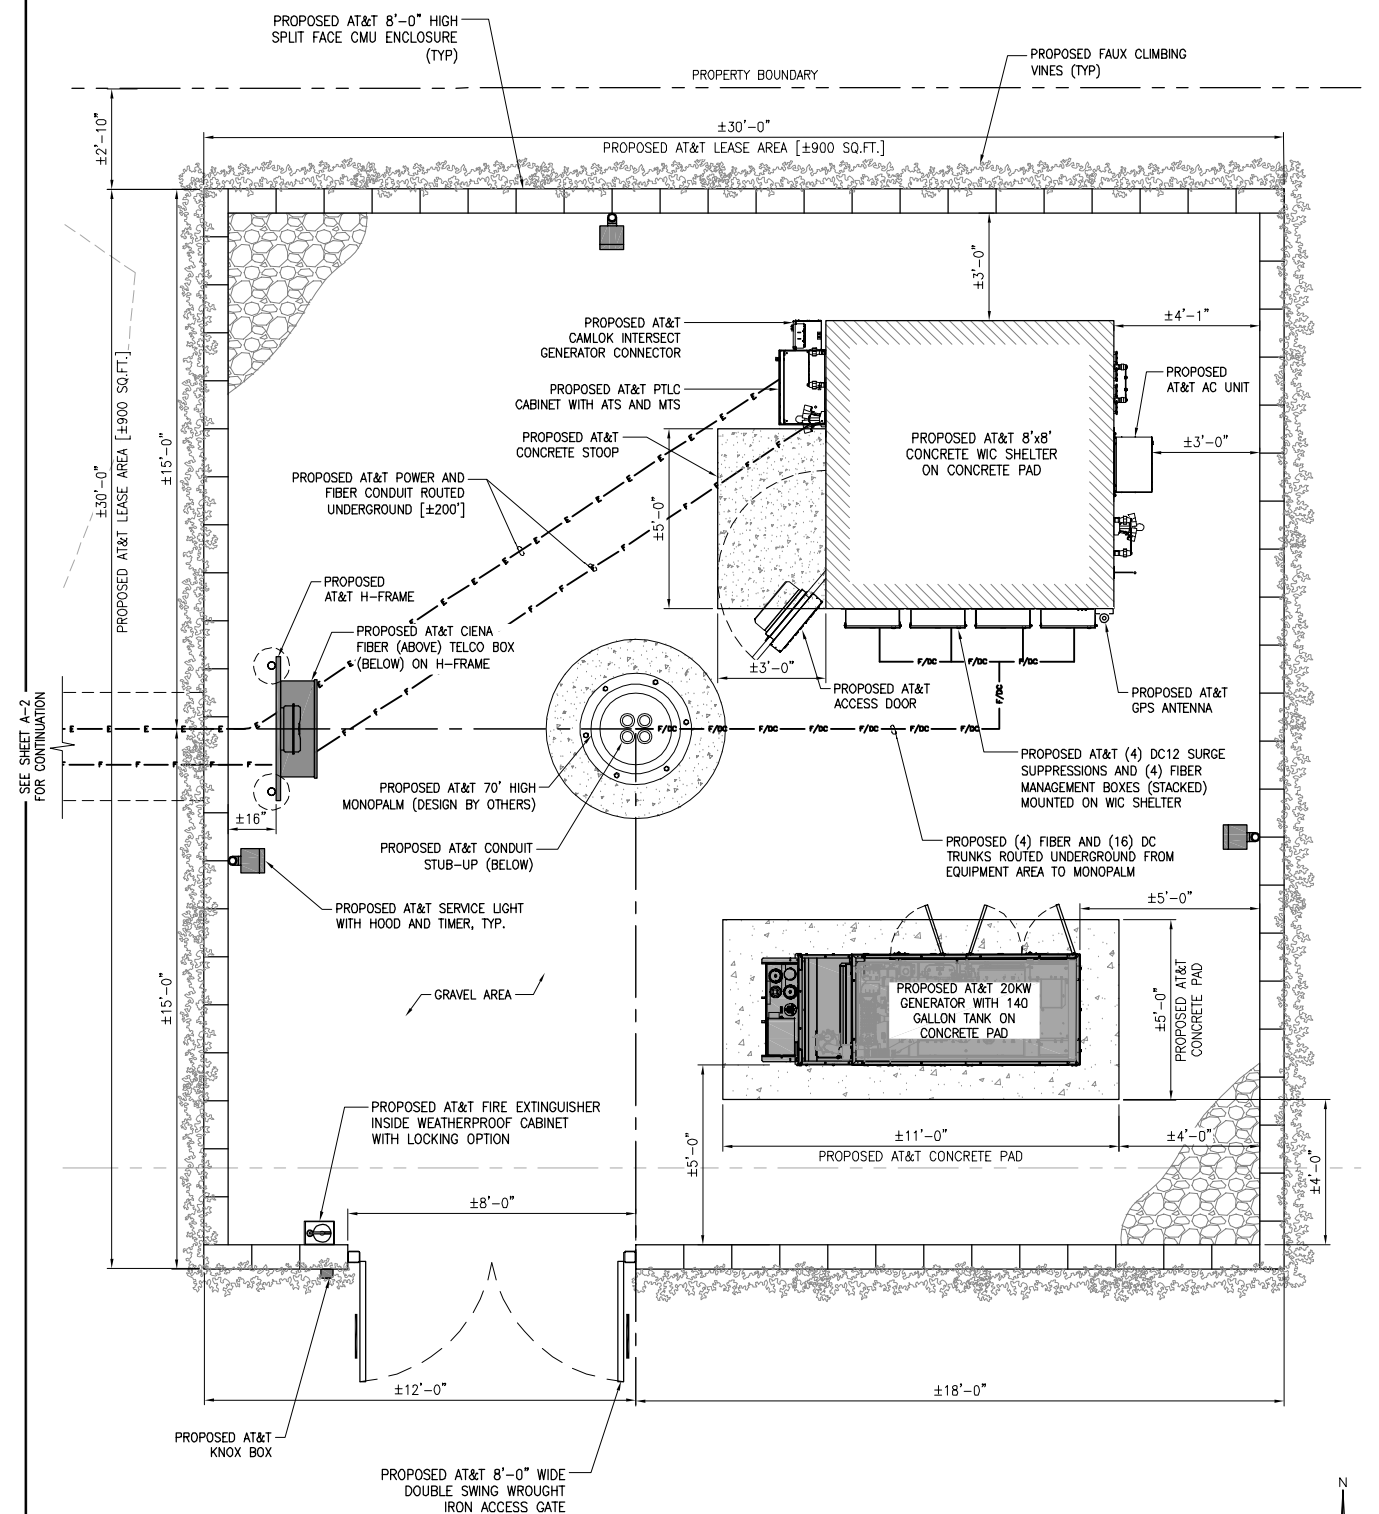 PROPOSED AT&T 8'-0" HIGH
SPLIT FACE CMU ENCLOSURE
(TYP)
PROPOSED FAUX CLIMBING
VINES (TYP)
PROPERTY BOUNDARY
±2'-10"
±30'-0"
PROPOSED AT&T LEASE AREA [±900 SQ.FT.]
±3'-0"
±4'-1"
PROPOSED AT&T
CAMLOK INTERSECT
GENERATOR CONNECTOR
PROPOSED
AT&T AC UNIT
PROPOSED AT&T PTLC
CABINET WITH ATS AND MTS
±30'-0"
PROPOSED AT&T LEASE AREA [±900 SQ.FT.]
±15'-0"
PROPOSED AT&T
CONCRETE STOOP
PROPOSED AT&T 8'x8'
CONCRETE WIC SHELTER
ON CONCRETE PAD
±3'-0"
PROPOSED AT&T POWER AND
FIBER CONDUIT ROUTED
UNDERGROUND [±200']
±5'-0"
PROPOSED
AT&T H-FRAME
PROPOSED AT&T CIENA
FIBER (ABOVE) TELCO BOX
(BELOW) ON H-FRAME
±3'-0"
F/DC F/DC F/DC
F/DC
PROPOSED AT&T
ACCESS DOOR
PROPOSED AT&T
GPS ANTENNA
SEE SHEET A-2
FOR CONTINUATION
E E E E E
F F F F F
E E E E E E E
F F F F F F F
F/DC F/DC F/DC F/DC F/DC F/DC F/DC
PROPOSED AT&T (4) DC12 SURGE
SUPPRESSIONS AND (4) FIBER
MANAGEMENT BOXES (STACKED)
MOUNTED ON WIC SHELTER
PROPOSED AT&T 70' HIGH
MONOPALM (DESIGN BY OTHERS)
±16"
PROPOSED AT&T CONDUIT
STUB-UP (BELOW)
PROPOSED (4) FIBER AND (16) DC
TRUNKS ROUTED UNDERGROUND FROM
EQUIPMENT AREA TO MONOPALM
PROPOSED AT&T SERVICE LIGHT
WITH HOOD AND TIMER, TYP.
±5'-0"
±15'-0"
GRAVEL AREA
PROPOSED AT&T 20KW
GENERATOR WITH 140
GALLON TANK ON
CONCRETE PAD
±5'-0"
PROPOSED AT&T
CONCRETE PAD
PROPOSED AT&T FIRE EXTINGUISHER
INSIDE WEATHERPROOF CABINET
WITH LOCKING OPTION
±5'-0"
±11'-0"
PROPOSED AT&T CONCRETE PAD
±4'-0"
±4'-0"
±8'-0"
±12'-0"
±18'-0"
PROPOSED AT&T
KNOX BOX
PROPOSED AT&T 8'-0" WIDE
DOUBLE SWING WROUGHT
IRON ACCESS GATE
N